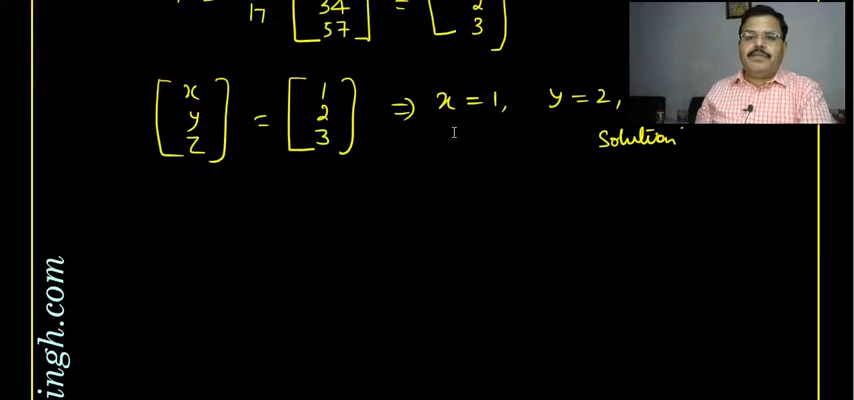 17 [ 34 ] = [ 2 ]
57 3
[ x ] = [ 1 ] ⇒ x = 1, y = 2,
y 2
z 3
Solution
ingh.com